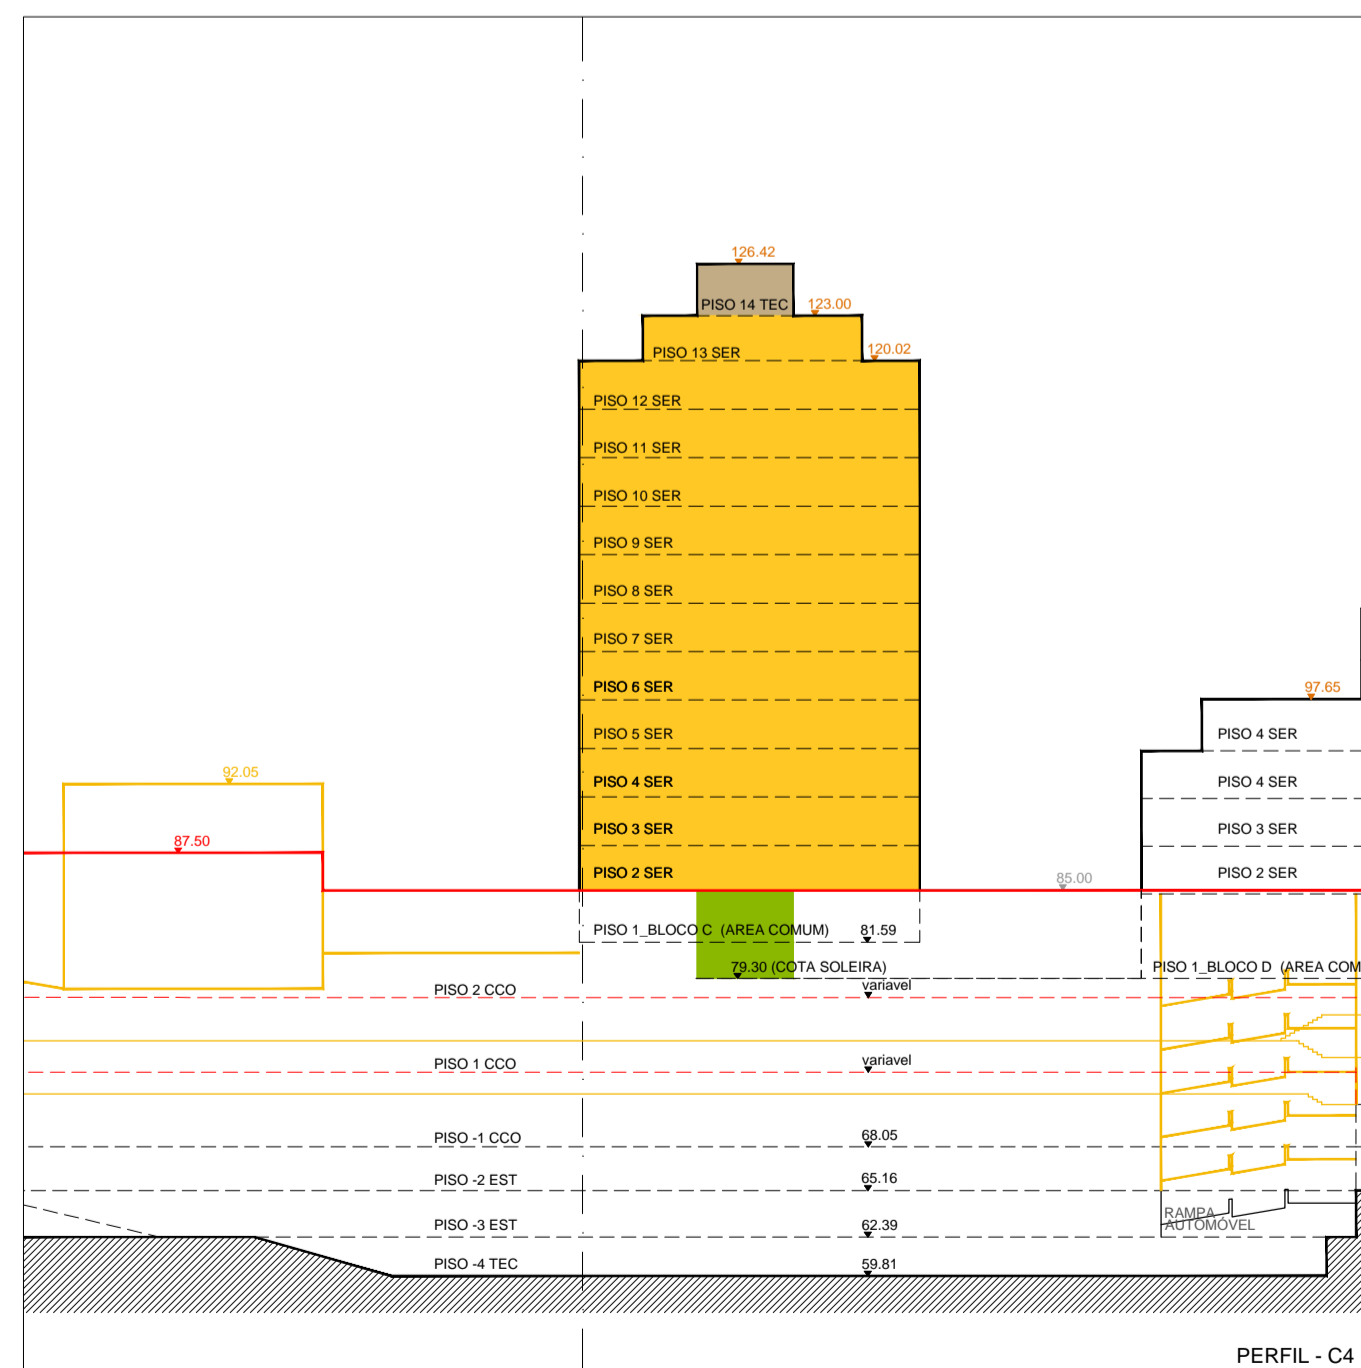 126.42
PISO 14 TEC 123.00
PISO 13 SER 120.02
PISO 12 SER
PISO 11 SER
PISO 10 SER
PISO 9 SER
PISO 8 SER
PISO 7 SER
PISO 6 SER
97.65
PISO 5 SER PISO 4 SER
92.05
PISO 4 SER PISO 4 SER
87.50
PISO 3 SER PISO 3 SER
PISO 2 SER 85.00 PISO 2 SER
PISO 1_BLOCO C (AREA COMUM) 81.59
79.30 (COTA SOLEIRA) PISO 1_BLOCO D (AREA COM
PISO 2 CCO variavel
PISO 1 CCO variavel
PISO -1 CCO 68.05
PISO -2 EST 65.16
RAMPA
AUTOMÓVEL
PISO -3 EST 62.39
PISO -4 TEC 59.81
PERFIL - C4